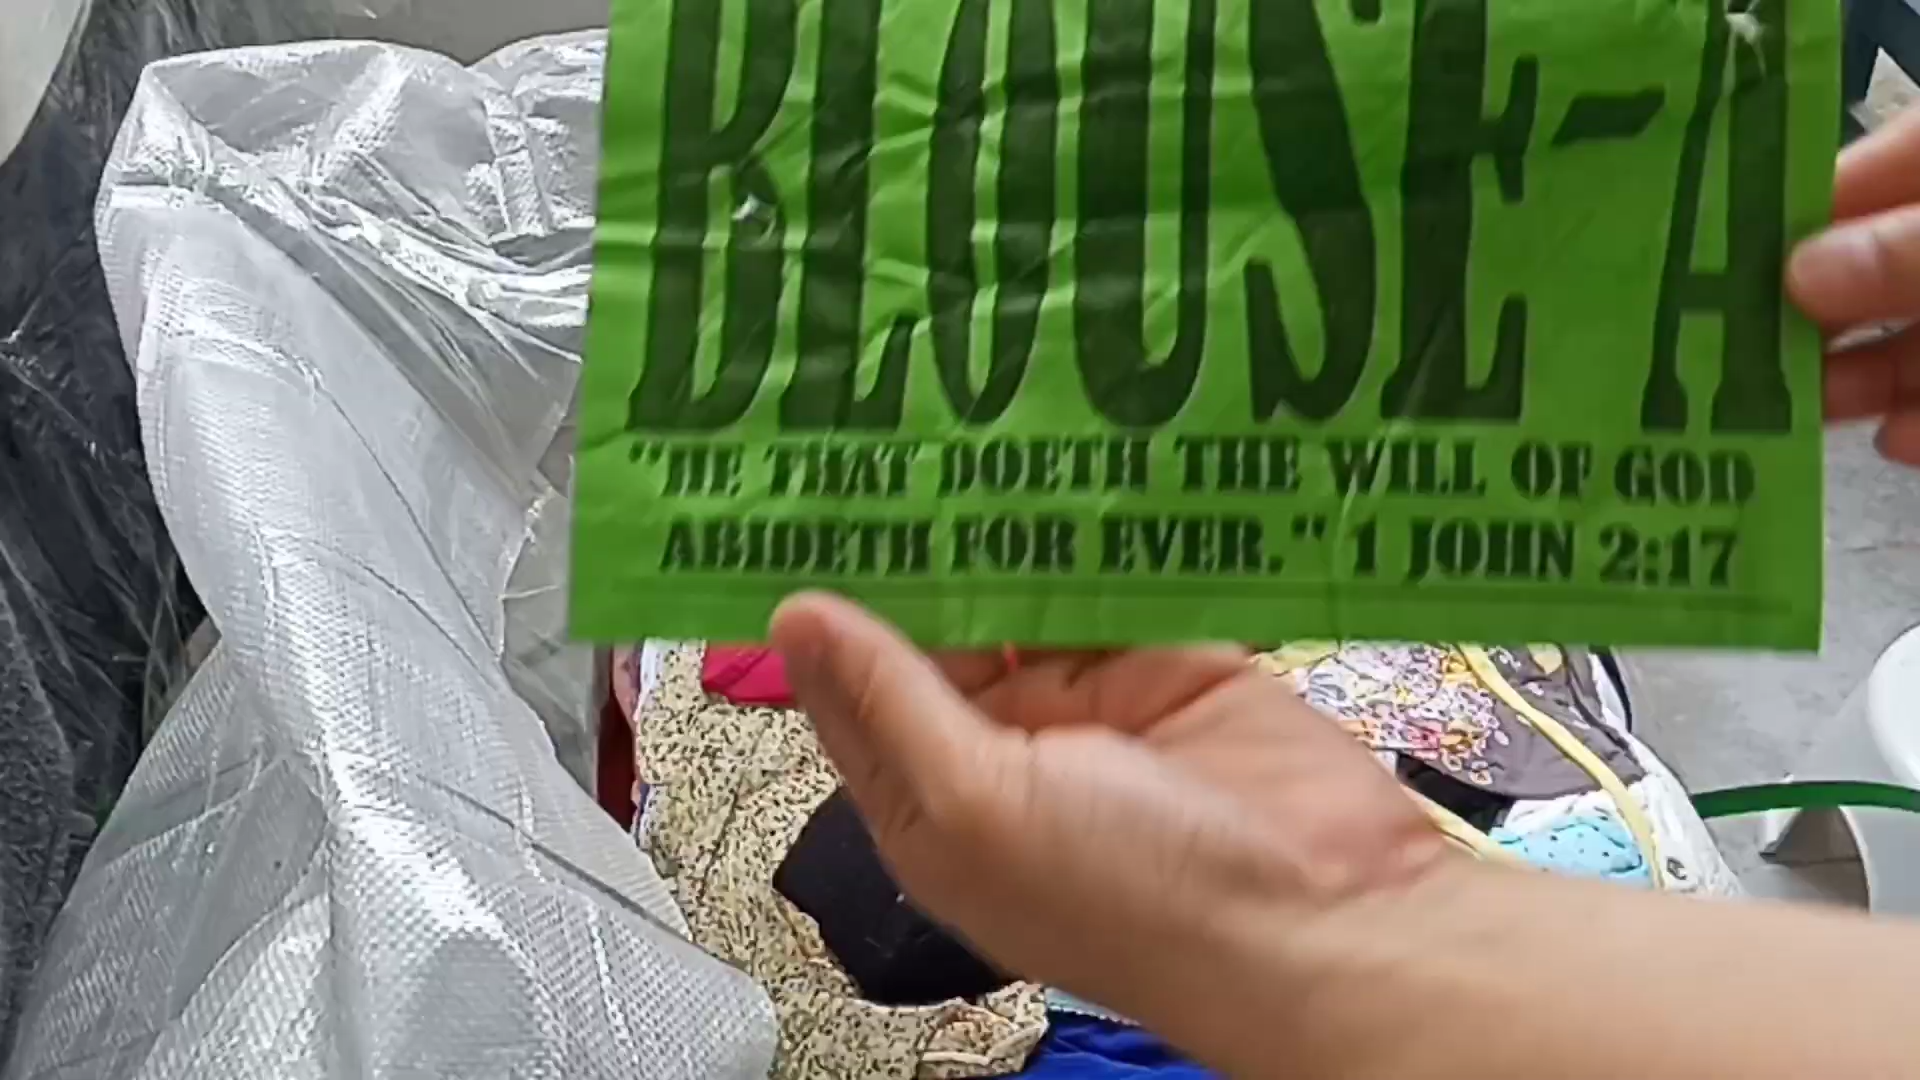 BLOUSE-A
"HE THAT DOETH THE WILL OF GOD
ABIDETH FOR EVER." 1 JOHN 2:17